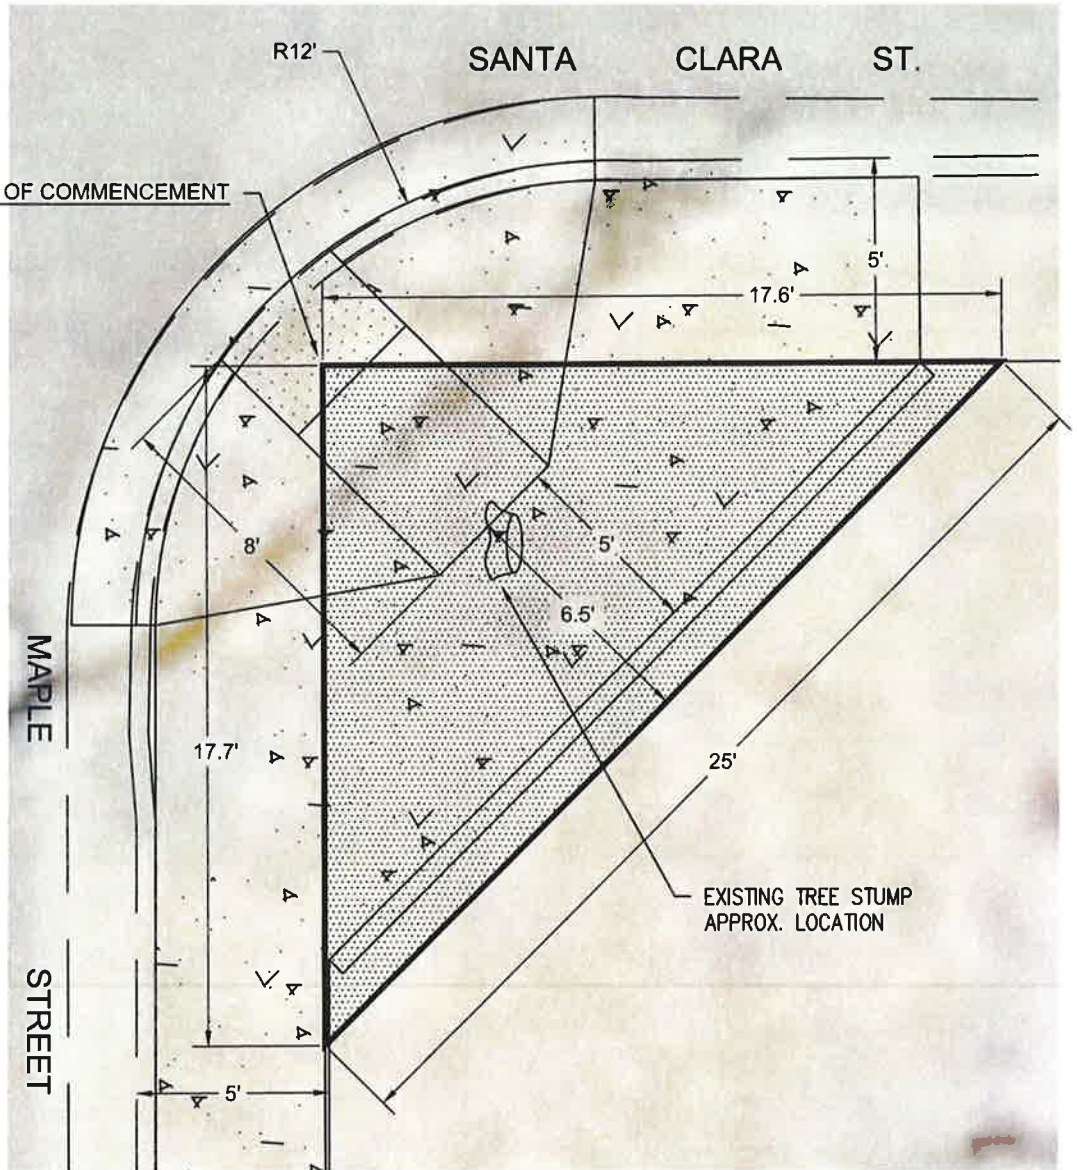 SANTA CLARA ST.
R12'
OF COMMENCEMENT
5'
17.6'
8'
5'
6.5'
MAPLE STREET
17.7'
25'
EXISTING TREE STUMP
APPROX. LOCATION
5'